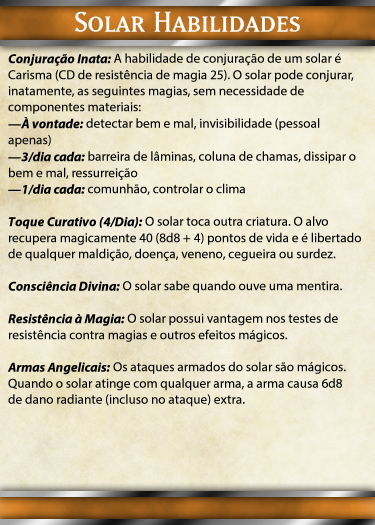 Solar Habilidades
Conjuração Inata: A habilidade de conjuração de um solar é
Carisma (CD de resistência de magia 25). O solar pode conjurar,
inatamente, as seguintes magias, sem necessidade de
componentes materiais:
—À vontade: detectar bem e mal, invisibilidade (pessoal
apenas)
—3/dia cada: barreira de lâminas, coluna de chamas, dissipar o
bem e mal, ressurreição
—1/dia cada: comunhão, controlar o clima
Toque Curativo (4/Dia): O solar toca outra criatura. O alvo
recupera magicamente 40 (8d8 + 4) pontos de vida e é libertado
de qualquer maldição, doença, veneno, cegueira ou surdez.
Consciência Divina: O solar sabe quando ouve uma mentira.
Resistência à Magia: O solar possui vantagem nos testes de
resistência contra magias e outros efeitos mágicos.
Armas Angelicais: Os ataques armados do solar são mágicos.
Quando o solar atinge com qualquer arma, a arma causa 6d8
de dano radiante (incluso no ataque) extra.